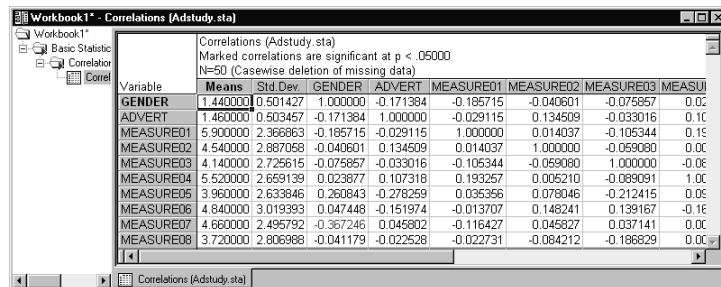 Workbook1* - Correlations (Adstudy.sta)
Workbook1*
Basic Statistic
Correlation
Correl
Correlations (Adstudy.sta)
Marked correlations are significant at p < .05000
N=50 (Casewise deletion of missing data)
Variable Means Std.Dev. GENDER ADVERT MEASURE01 MEASURE02 MEASURE03 MEASU
GENDER 1.440000 0.501427 1.000000 -0.171384 -0.185715 -0.040601 -0.075857 0.02
ADVERT 1.460000 0.503457 -0.171384 1.000000 -0.029115 0.134509 -0.033016 0.10
MEASURE01 5.900000 2.366863 -0.185715 -0.029115 1.000000 0.014037 -0.105344 0.19
MEASURE02 4.540000 2.887058 -0.040601 0.134509 0.014037 1.000000 -0.059080 0.00
MEASURE03 4.140000 2.725615 -0.075857 -0.033016 -0.105344 -0.059080 1.000000 -0.08
MEASURE04 5.520000 2.659139 0.023877 0.107318 0.193257 0.005210 -0.089091 1.00
MEASURE05 3.960000 2.633846 0.260843 -0.278259 0.035356 0.078046 -0.212415 0.09
MEASURE06 4.840000 3.019393 0.047448 -0.151974 -0.013707 0.148241 0.139167 -0.16
MEASURE07 4.660000 2.495792 -0.367246 0.045802 -0.116427 0.045827 0.037141 0.00
MEASURE08 3.720000 2.806988 -0.041179 -0.022528 -0.022731 -0.084212 -0.186829 0.00
Correlations (Adstudy.sta)